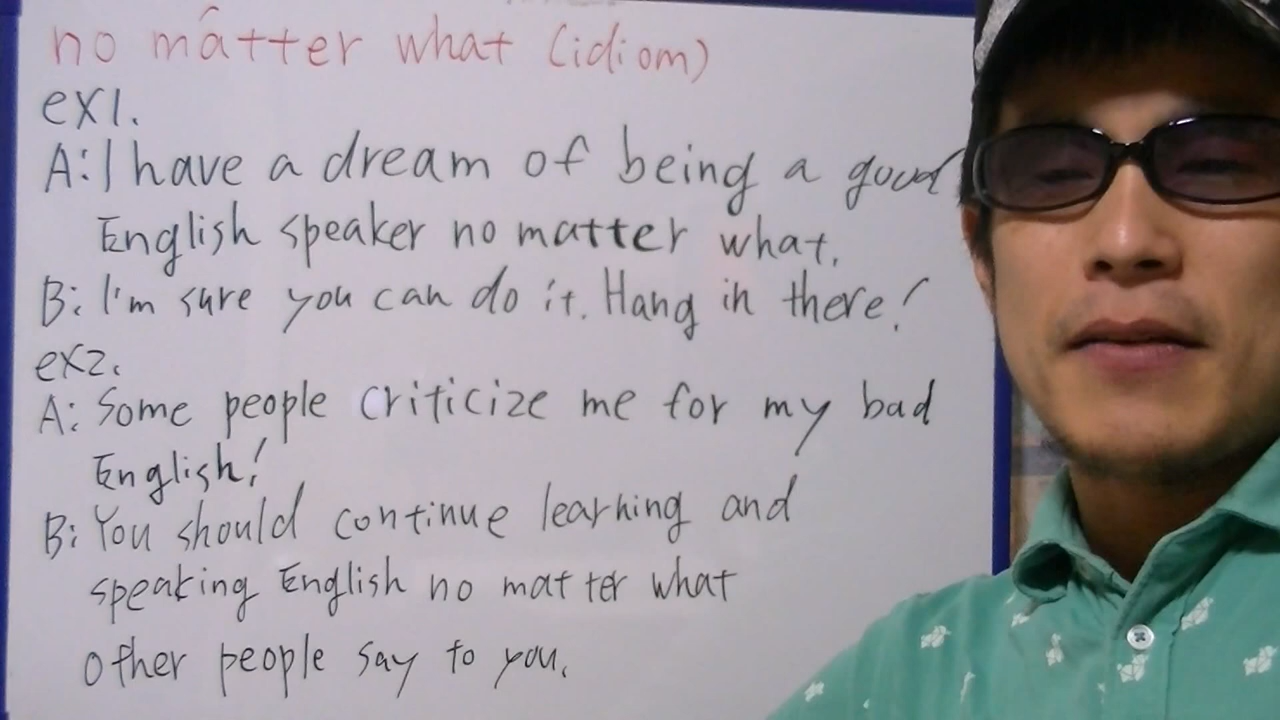 no mâtter what (idiom)
ex1.
A: I have a dream of being a good
English speaker no matter what.
B: I'm sure you can do it. Hang in there!
ex2.
A: Some people criticize me for my bad
English!
B: You should continue learning and
speaking English no matter what
other people say to you.